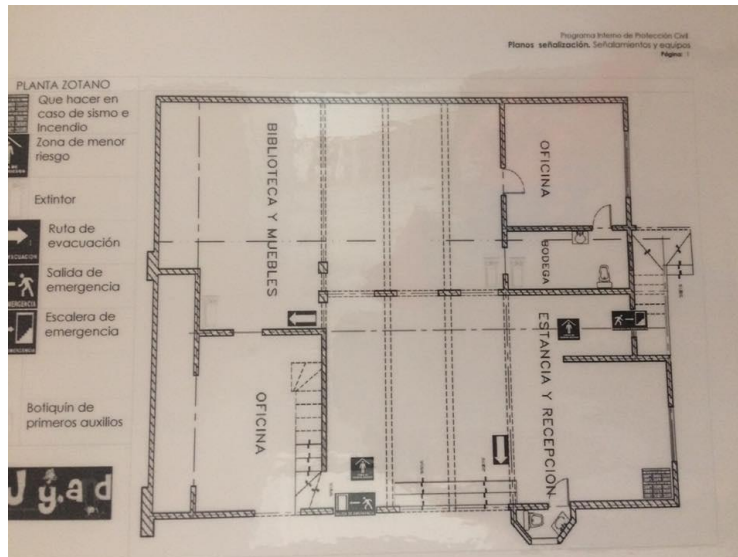 Programa Interno de Protección Civil
Planos señalización. Señalamientos y equipos
Página: 1
PLANTA ZOTANO
Que hacer en
caso de sismo e
Incendio
Zona de menor
riesgo
Extintor
Ruta de
evacuación
Salida de
emergencia
Escalera de
emergencia
Botiquín de
primeros auxilios
BIBLIOTECA Y MUEBLES
OFICINA
BODEGA
ESTANCIA Y RECEPCION
OFICINA